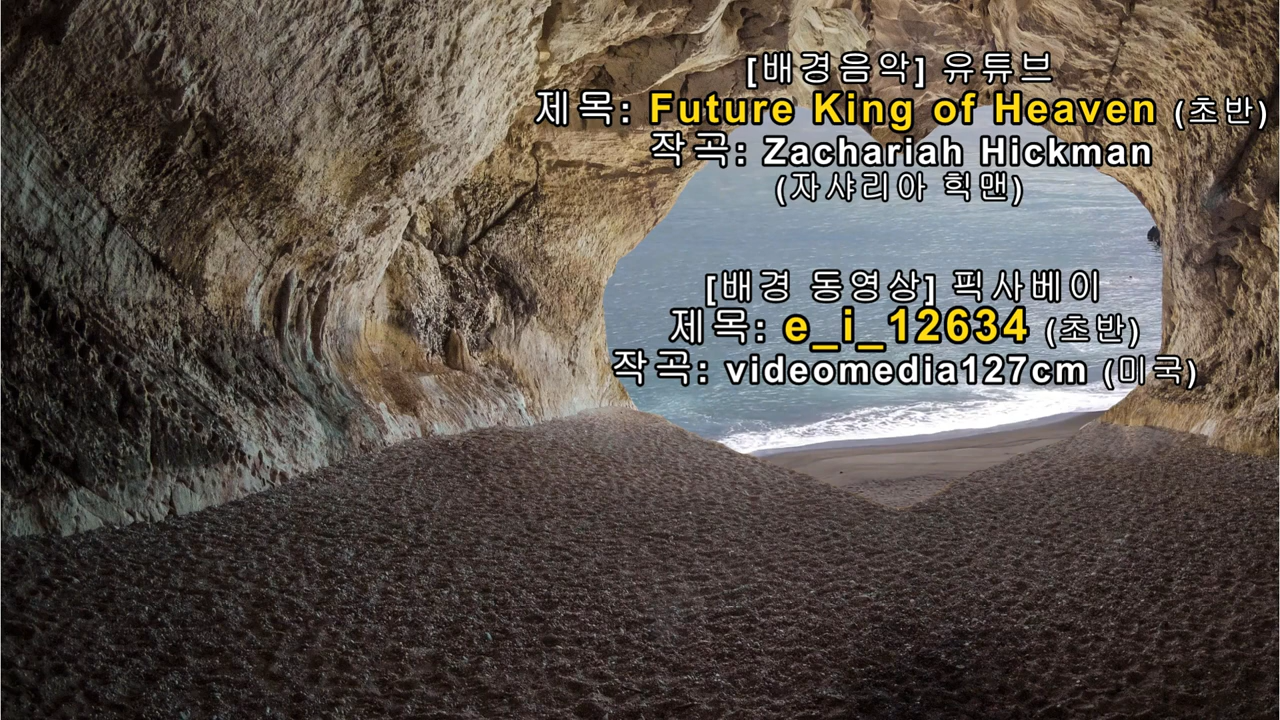 [배경음악] 유튜브
제목: Future King of Heaven (초반)
작곡: Zachariah Hickman
(자샤리아 힉맨)
[배경 동영상] 픽사베이
제목: e_i_12634 (초반)
작곡: videomedia127cm (미국)